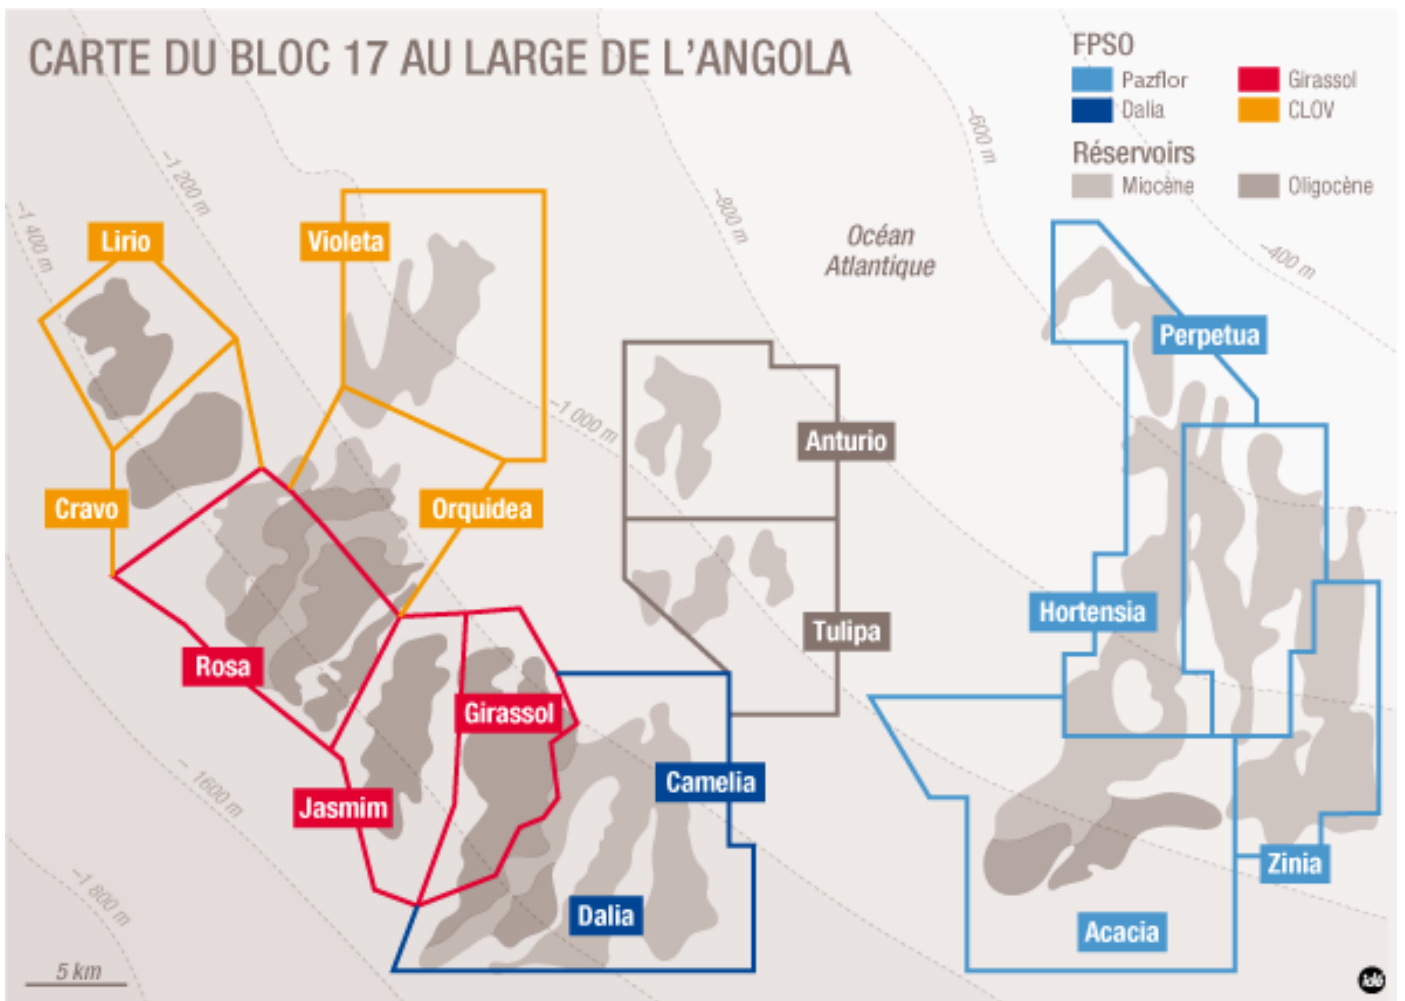 CARTE DU BLOC 17 AU LARGE DE L'ANGOLA
FPSO
Pazflor
Girassol
Dalia
CLOV
Réservoirs
Miocène
Oligocène
–600 m
–1 200 m
–800 m
–1 400 m
–400 m
Océan
Atlantique
Lirio
Violeta
Perpetua
–1 000 m
Anturio
Cravo
Orquidea
Hortensia
Tulipa
Rosa
Girassol
Camelia
– 1600 m
Jasmim
Zinia
–1 800 m
Dalia
Acacia
5 km
idé